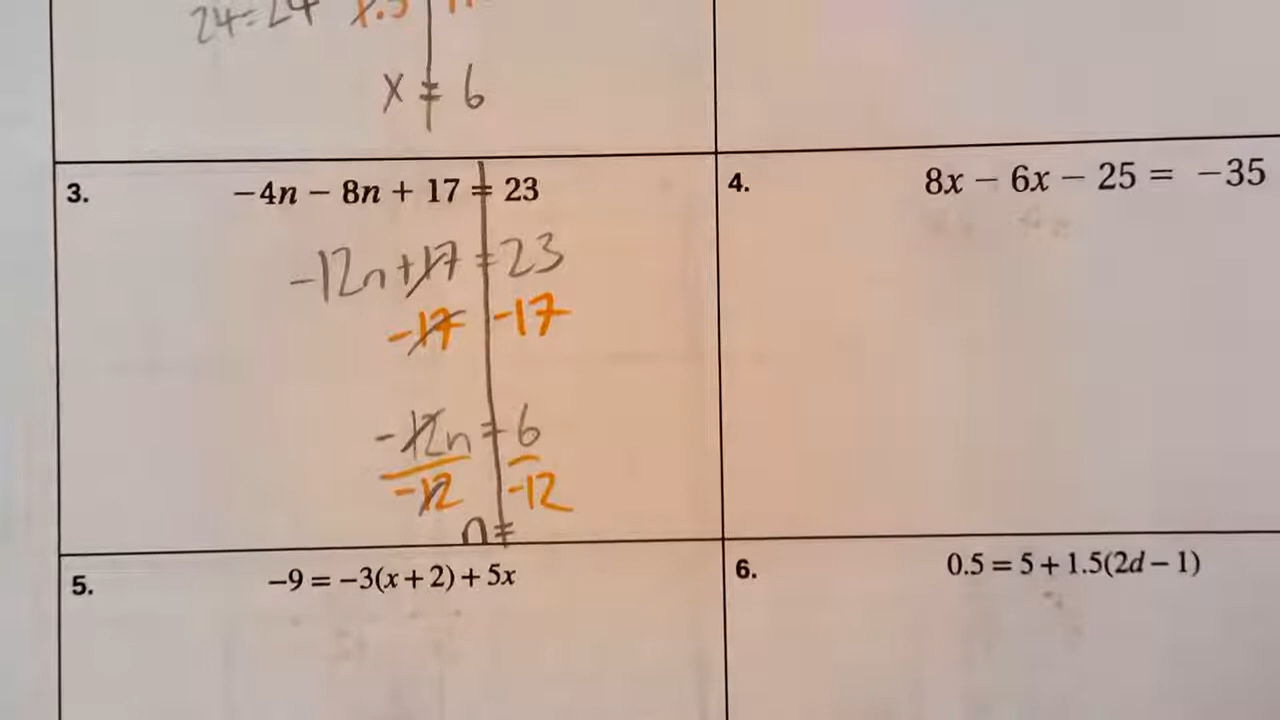 24=24
x = 6
3. −4n − 8n + 17 = 23
-12n+17 = 23
-17 -17
-12n = 6
-12 -12
n =
4. 8x − 6x − 25 = −35
5. −9 = −3(x + 2) + 5x
6. 0.5 = 5 + 1.5(2d − 1)